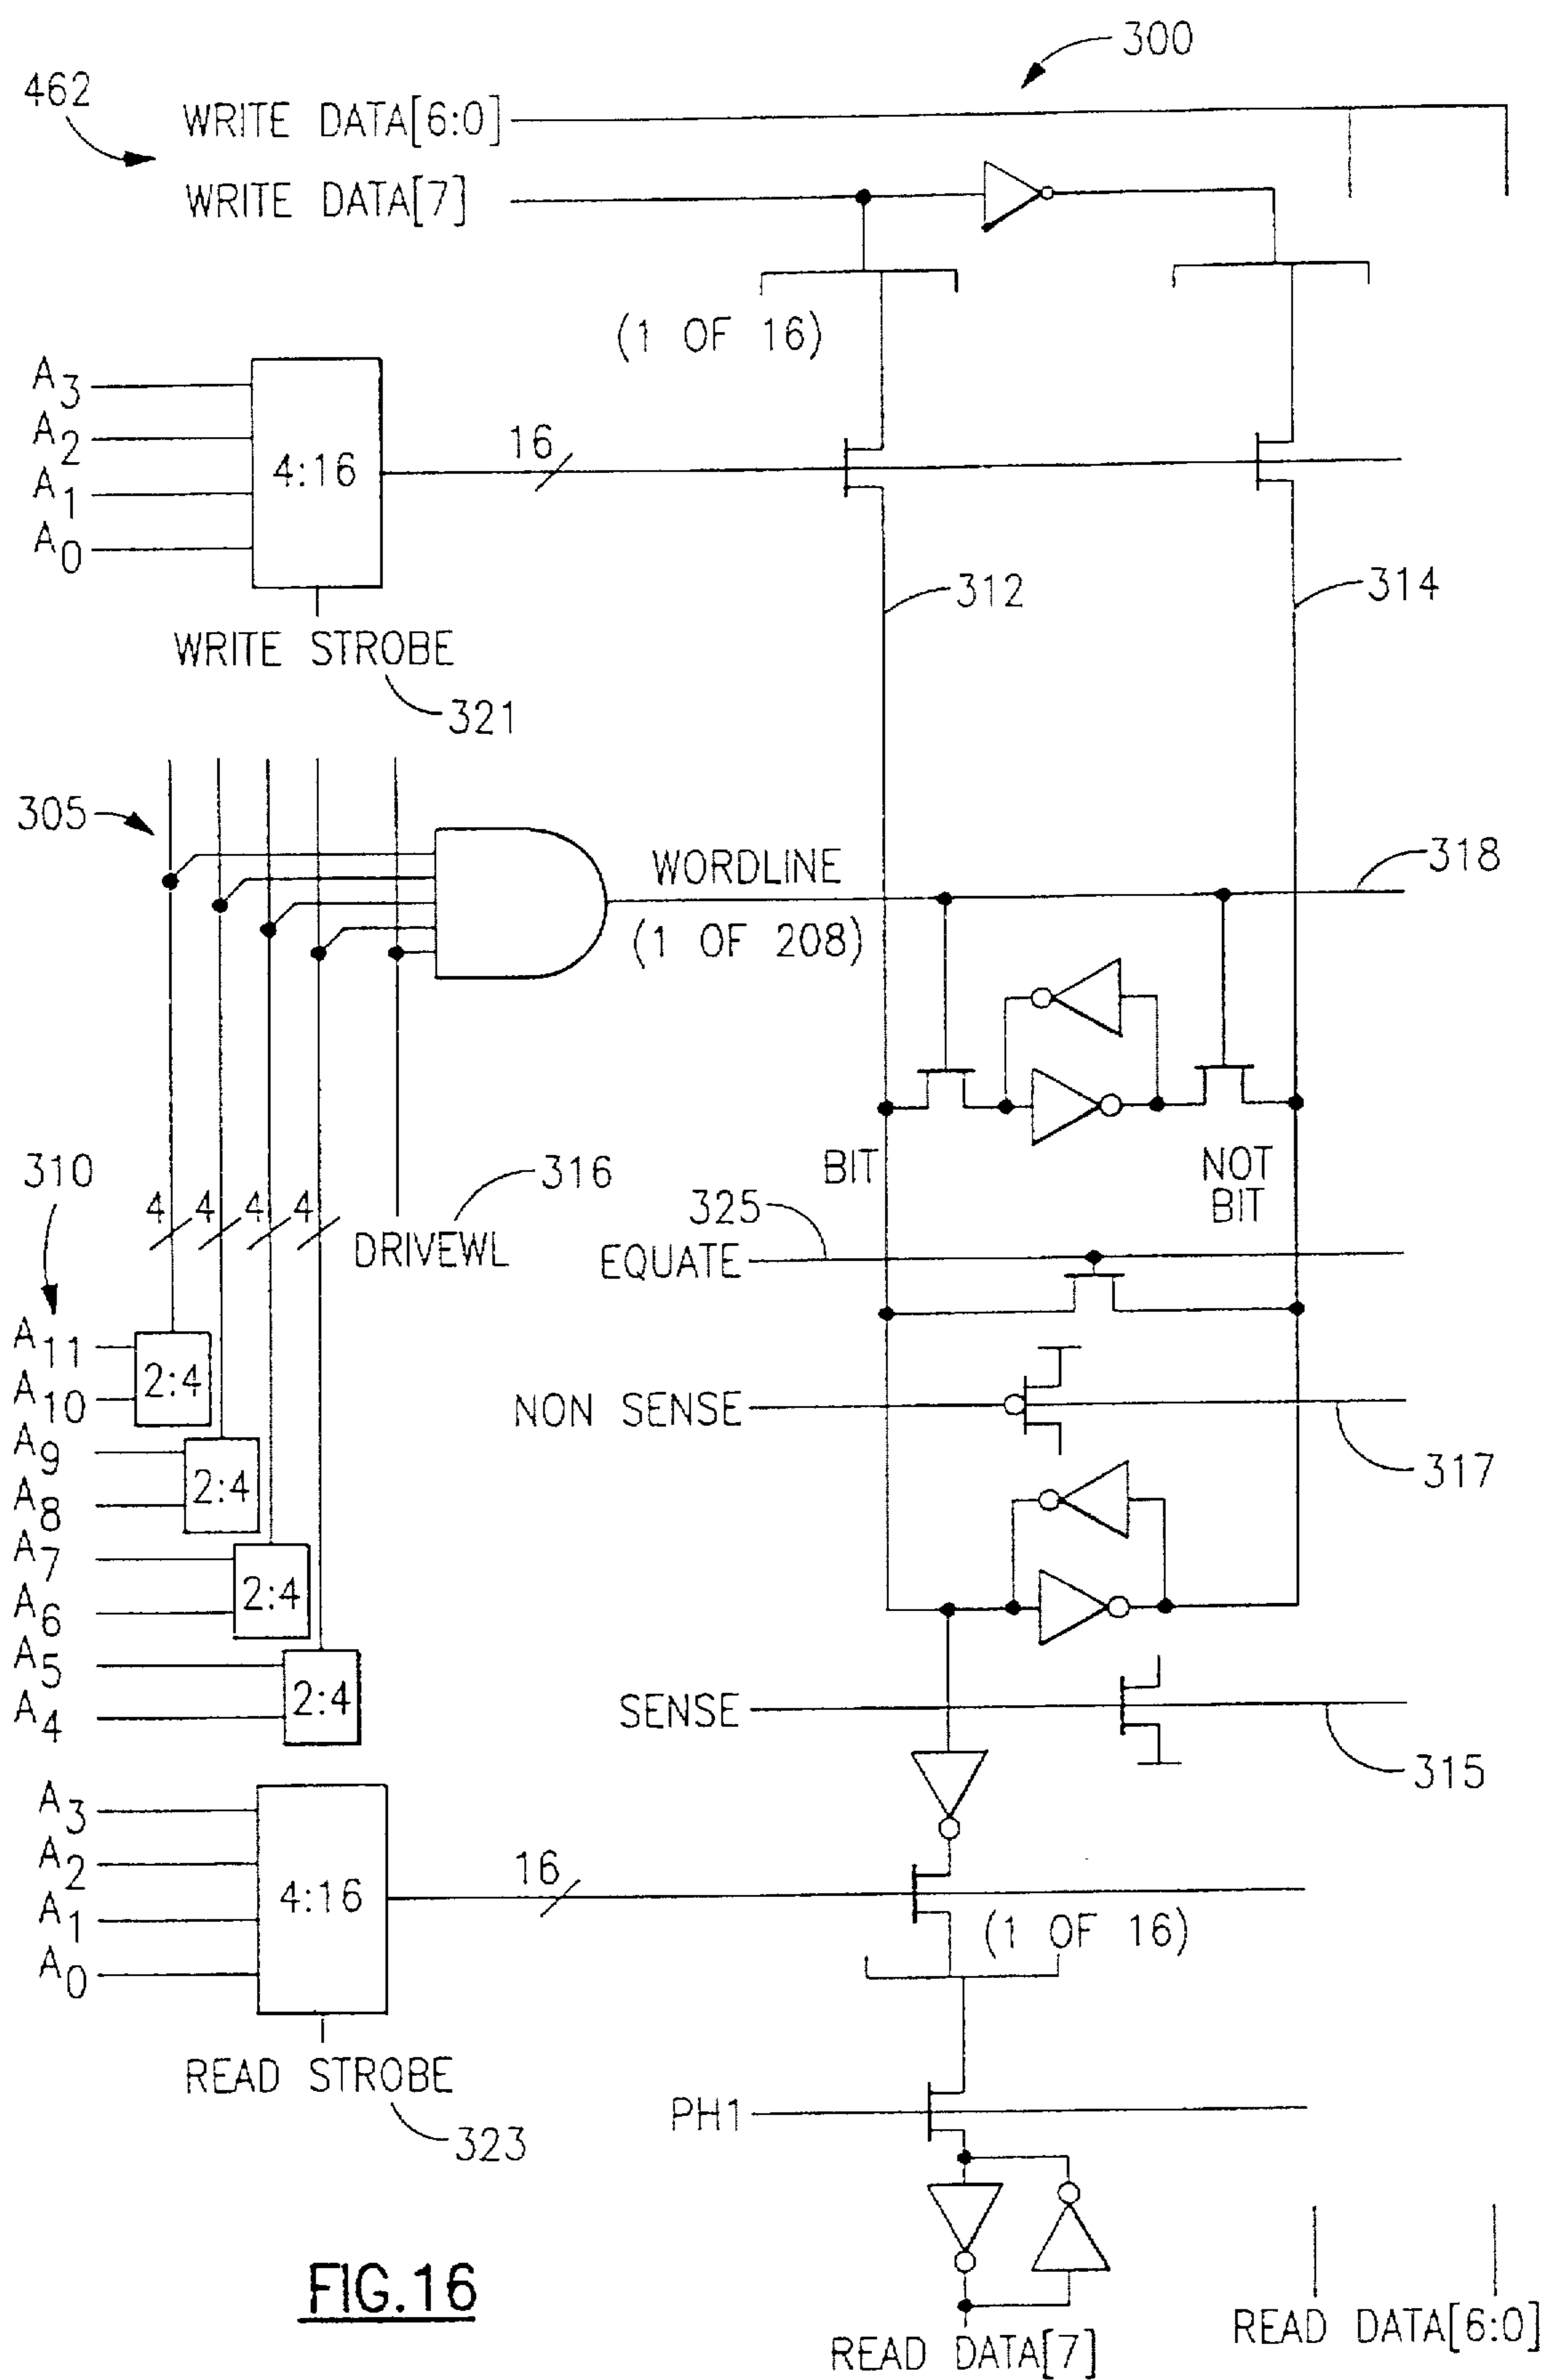 300
462
WRITE DATA[6:0]
WRITE DATA[7]
(1 OF 16)
A3
A2
A1
A0
4:16
16
WRITE STROBE
321
312
314
305
WORDLINE
(1 OF 208)
318
310
4 4 4 4
DRIVEWL
316
BIT
NOT
BIT
325
EQUATE
A11
A10
2:4
NON SENSE
317
A9
A8
2:4
A7
A6
2:4
A5
A4
2:4
SENSE
315
A3
A2
A1
A0
4:16
16
(1 OF 16)
READ STROBE
323
PH1
FIG.16
READ DATA[7]
READ DATA[6:0]